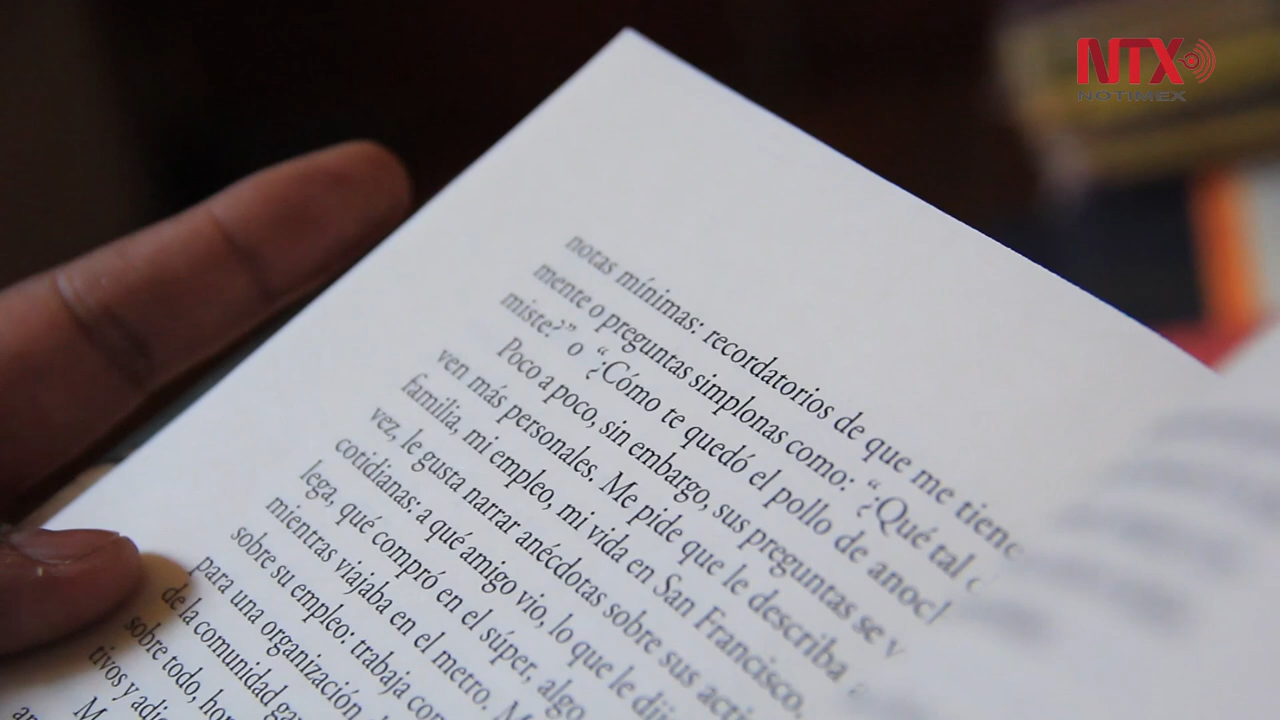 NTX
NOTIMEX
notas mínimas: recordatorios de que me tiene
mente o preguntas simplonas como: "¿Qué tal
miste?" o "¿Cómo te quedó el pollo de
Poco a poco, sin embargo, sus preguntas se v
ven más personales. Me pide que le describa
familia, mi empleo, mi vida en San Francisco.
vez, le gusta narrar anécdotas sobre sus
cotidianas: a qué amigo vio, lo que le
lega, qué compró en el súper, algo
mientras viajaba en el metro.
sobre su empleo: trabaja
para una organización
de la comunidad
sobre todo,
tivos y